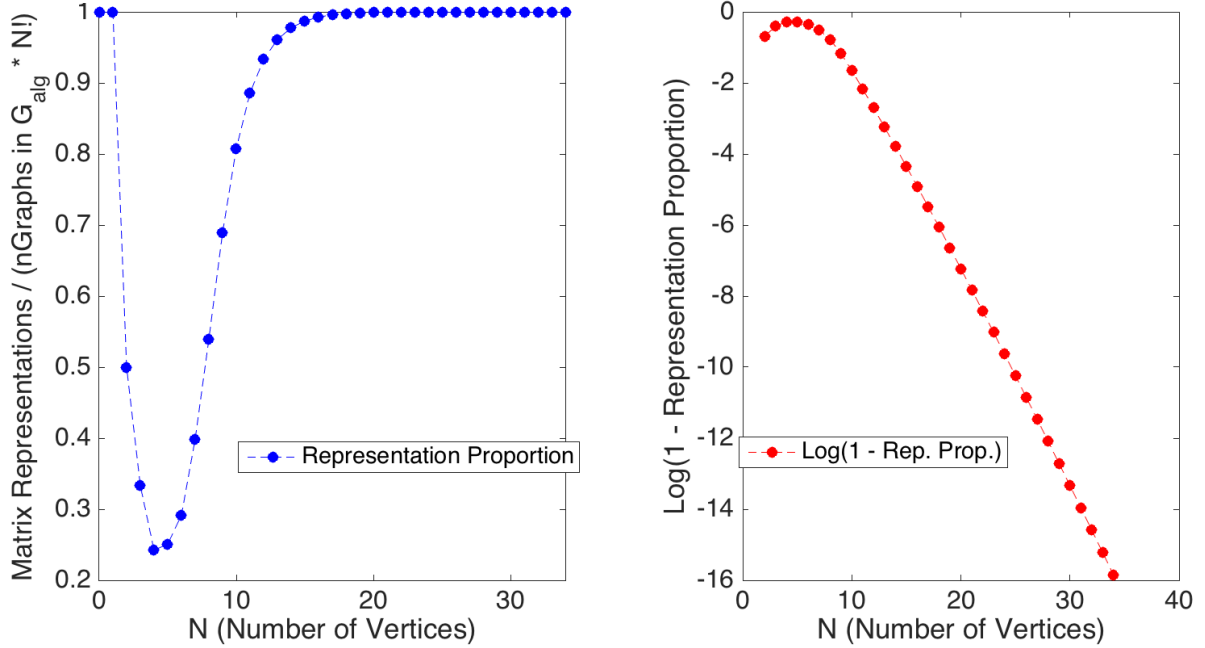 Matrix Representations / (nGraphs in G_alg * N!)
1
0.9
0.8
0.7
0.6
0.5
0.4
0.3
0.2
Representation Proportion
0 10 20 30
N (Number of Vertices)
Log(1 - Representation Proportion)
0
-2
-4
-6
-8
-10
-12
-14
-16
Log(1 - Rep. Prop.)
0 10 20 30 40
N (Number of Vertices)